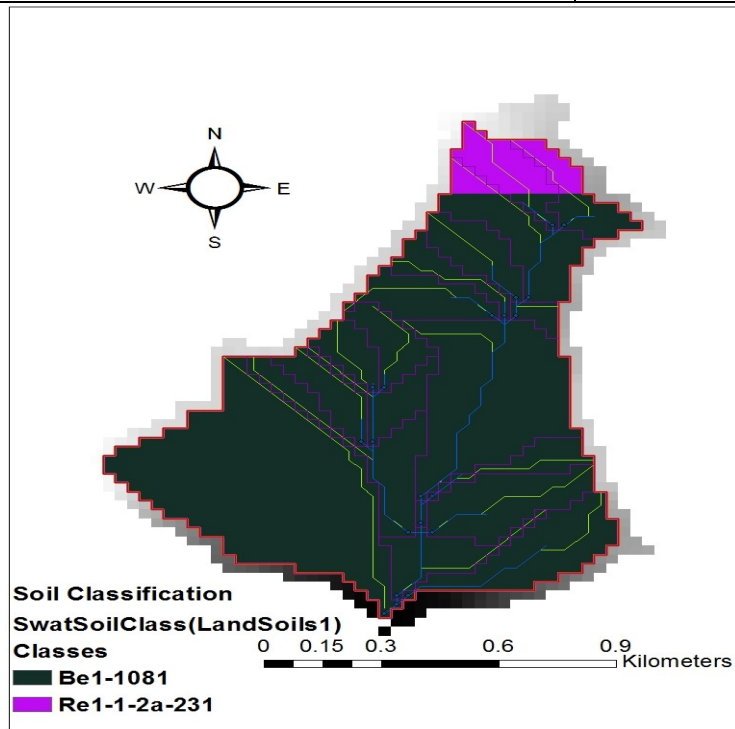 N
W E
S
Soil Classification
SwatSoilClass(LandSoils1)
Classes
0 0.15 0.3 0.6 0.9
Kilometers
Be1-1081
Re1-1-2a-231